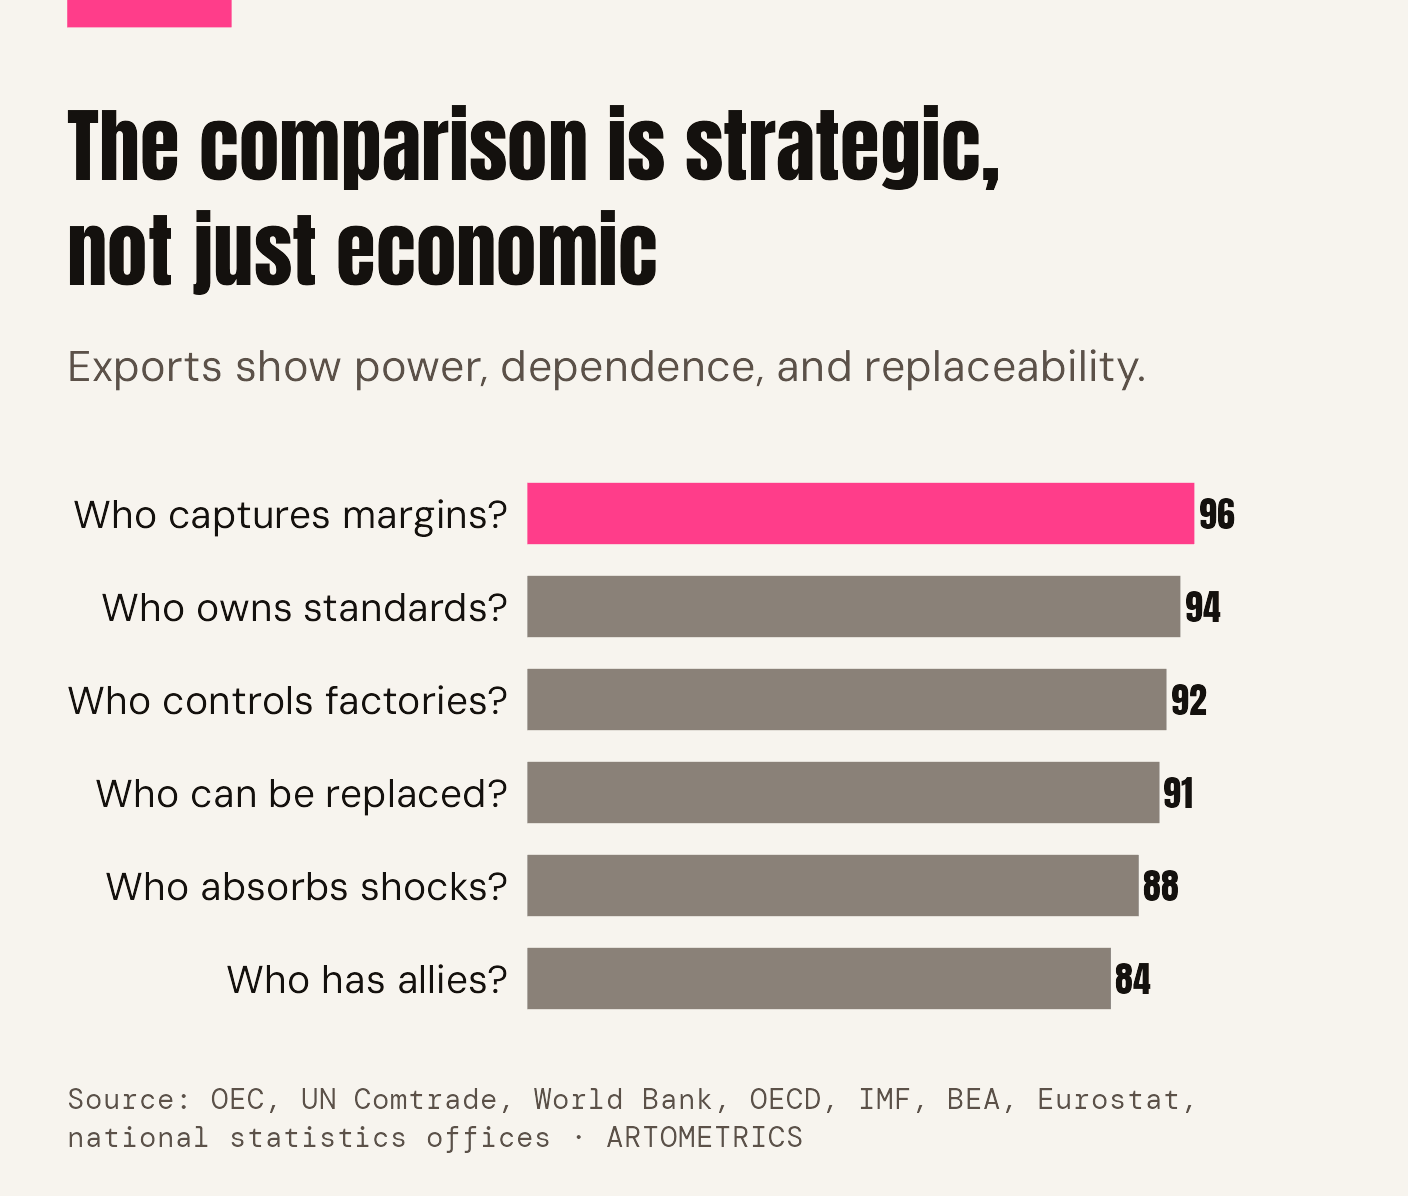 The comparison is strategic,
not just economic
Exports show power, dependence, and replaceability.
Who captures margins? 96
Who owns standards? 94
Who controls factories? 92
Who can be replaced? 91
Who absorbs shocks? 88
Who has allies? 84
Source: OEC, UN Comtrade, World Bank, OECD, IMF, BEA, Eurostat,
national statistics offices · ARTOMETRICS